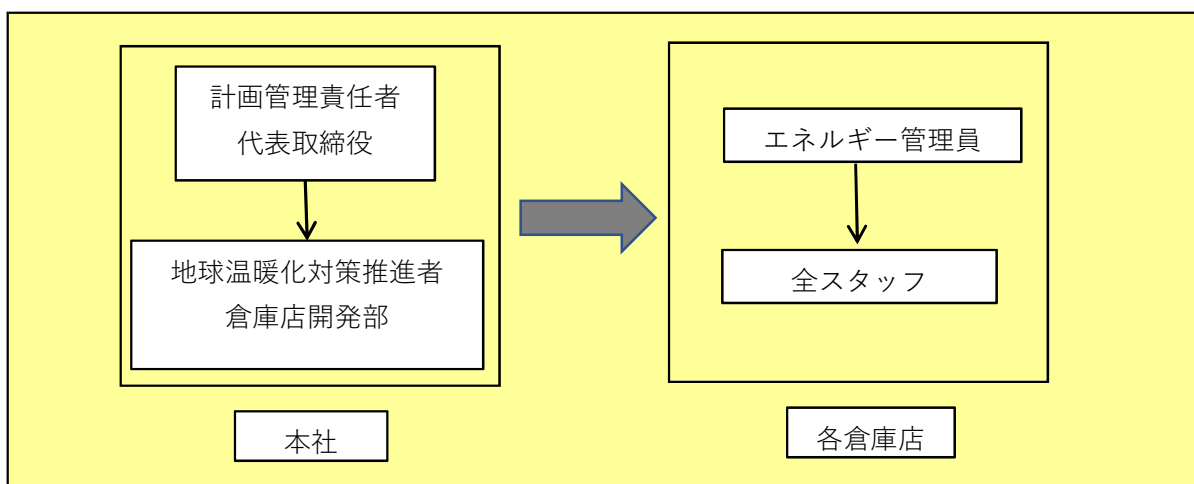 計画管理責任者
代表取締役
地球温暖化対策推進者
倉庫店開発部
本社
エネルギー管理員
全スタッフ
各倉庫店